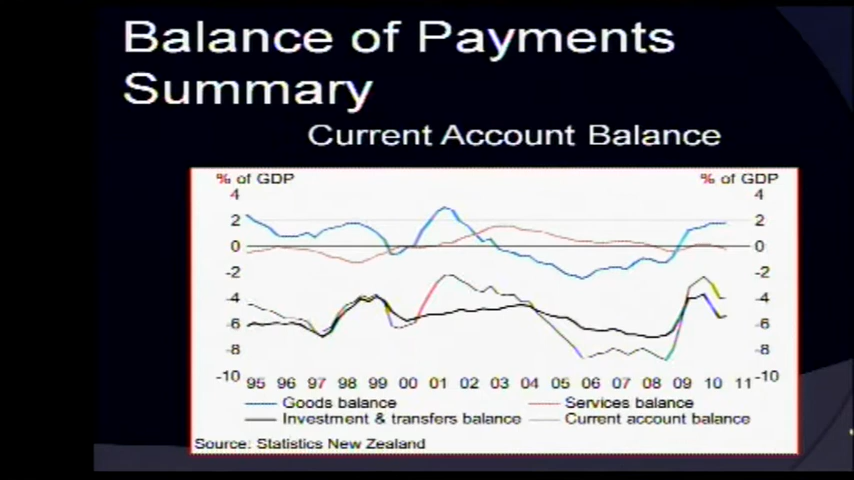 Balance of Payments
Summary
Current Account Balance
% of GDP % of GDP
4 4
2 2
0 0
-2 -2
-4 -4
-6 -6
-8 -8
-10 95 96 97 98 99 00 01 02 03 04 05 06 07 08 09 10 11 -10
Goods balance Services balance
Investment & transfers balance Current account balance
Source: Statistics New Zealand